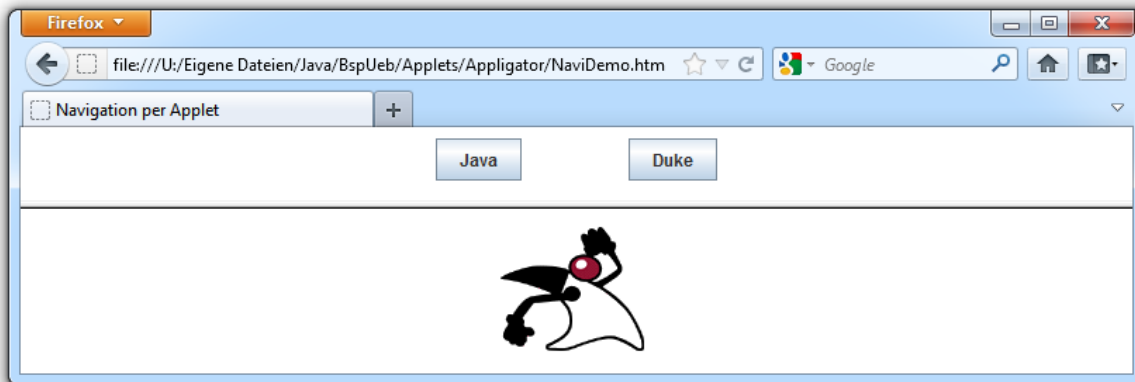 Firefox
file:///U:/Eigene Dateien/Java/BspUeb/Applets/Appligator/NaviDemo.htm Google
Navigation per Applet
Java Duke